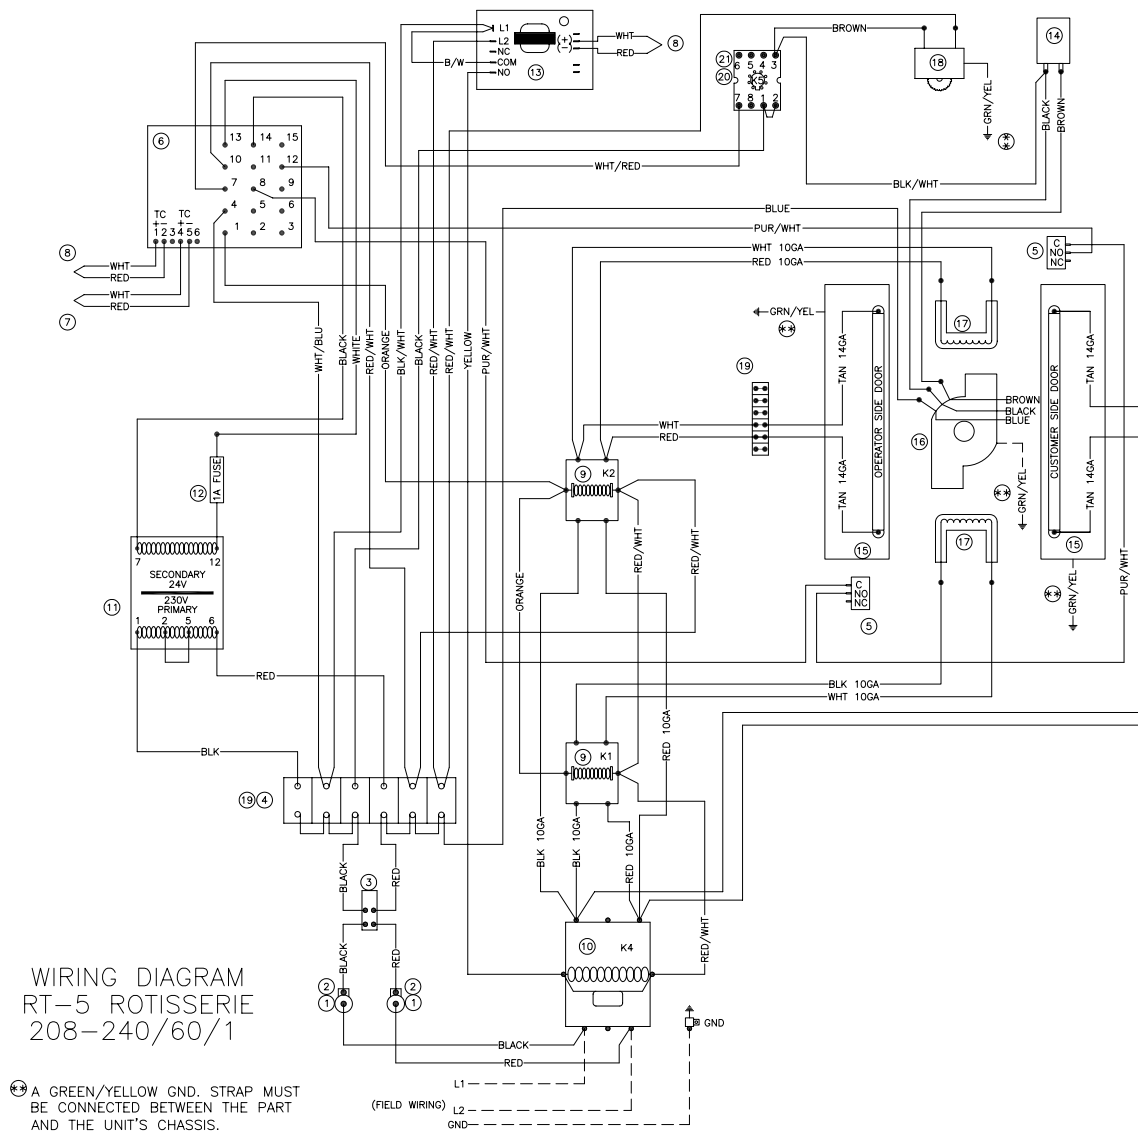 L1
L2
NC
COM
NO
B/W
(+)
(−)
13
WHT
RED
8
21
20
6 5 4 3
K5
7 8 1 2
BROWN
18
14
GRN/YEL
**
BLACK
BROWN
6
13 14 15
10 11 12
7 8 9
4 5 6
1 2 3
TC TC
+ − + −
1 2 3 4 5 6
WHT/RED
BLK/WHT
BLUE
PUR/WHT
WHT 10GA
RED 10GA
5
C
NO
NC
8
WHT
RED
WHT
RED
7
WHT/BLU
BLACK
WHITE
RED/WHT
ORANGE
BLK/WHT
BLACK
RED/WHT
RED/WHT
YELLOW
PUR/WHT
GRN/YEL
**
17
19
TAN 14GA
OPERATOR SIDE DOOR
TAN 14GA
15
WHT
RED
BROWN
BLACK
BLUE
16
GRN/YEL
**
CUSTOMER SIDE DOOR
TAN 14GA
TAN 14GA
15
GRN/YEL
**
PUR/WHT
17
9 K2
12
1A FUSE
7 12
SECONDARY
24V
230V
PRIMARY
1 2 5 6
11
ORANGE
RED/WHT
RED/WHT
C
NO
NC
5
RED
BLK 10GA
WHT 10GA
RED 10GA
BLK
9 K1
19 4
BLK 10GA
BLK 10GA
RED 10GA
BLACK
3
RED
RED/WHT
10 K4
BLACK
RED
2
1
2
1
GND
BLACK
RED
L1
(FIELD WIRING)
L2
GND
WIRING DIAGRAM
RT-5 ROTISSERIE
208-240/60/1
** A GREEN/YELLOW GND. STRAP MUST
BE CONNECTED BETWEEN THE PART
AND THE UNIT'S CHASSIS.